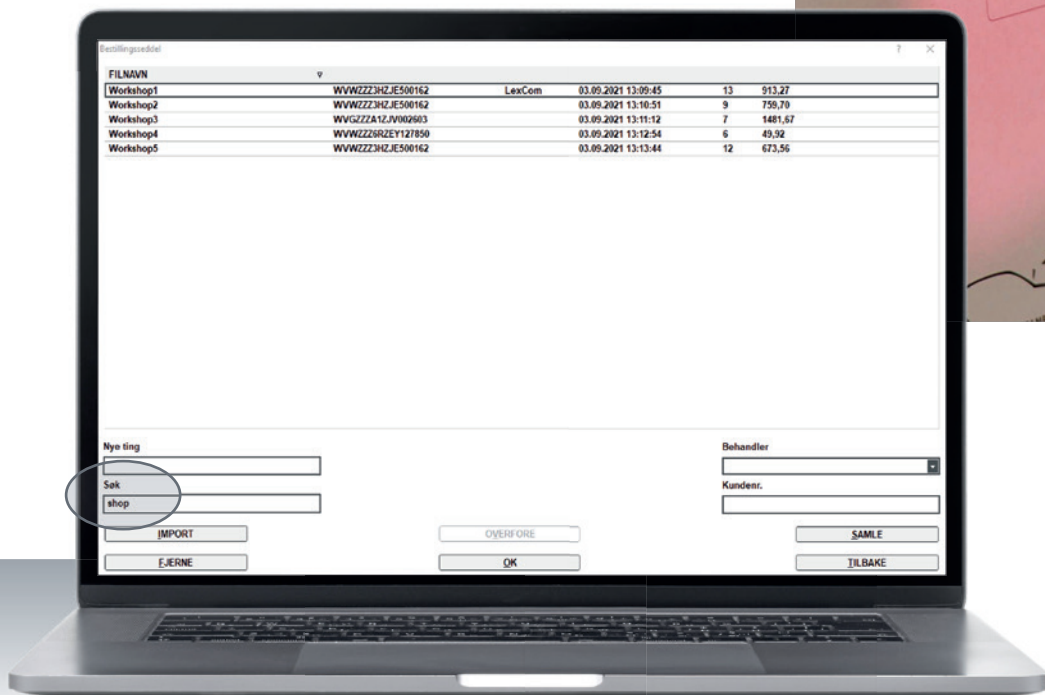 Bestillingsseddel ? ×
FILNAVN
Workshop1 WVWZZZ3HZJE500162 LexCom 03.09.2021 13:09:45 13 913,27
Workshop2 WVWZZZ3HZJE500162 03.09.2021 13:10:51 9 759,70
Workshop3 WVGZZZA1ZJV002603 03.09.2021 13:11:12 7 1481,67
Workshop4 WVWZZZ6RZEY127850 03.09.2021 13:12:54 6 49,92
Workshop5 WVWZZZ3HZJE500162 03.09.2021 13:13:44 12 673,56
Nye ting Behandler
Søk Kundenr.
shop
IMPORT OVERFORE SAMLE
FJERNE OK TILBAKE